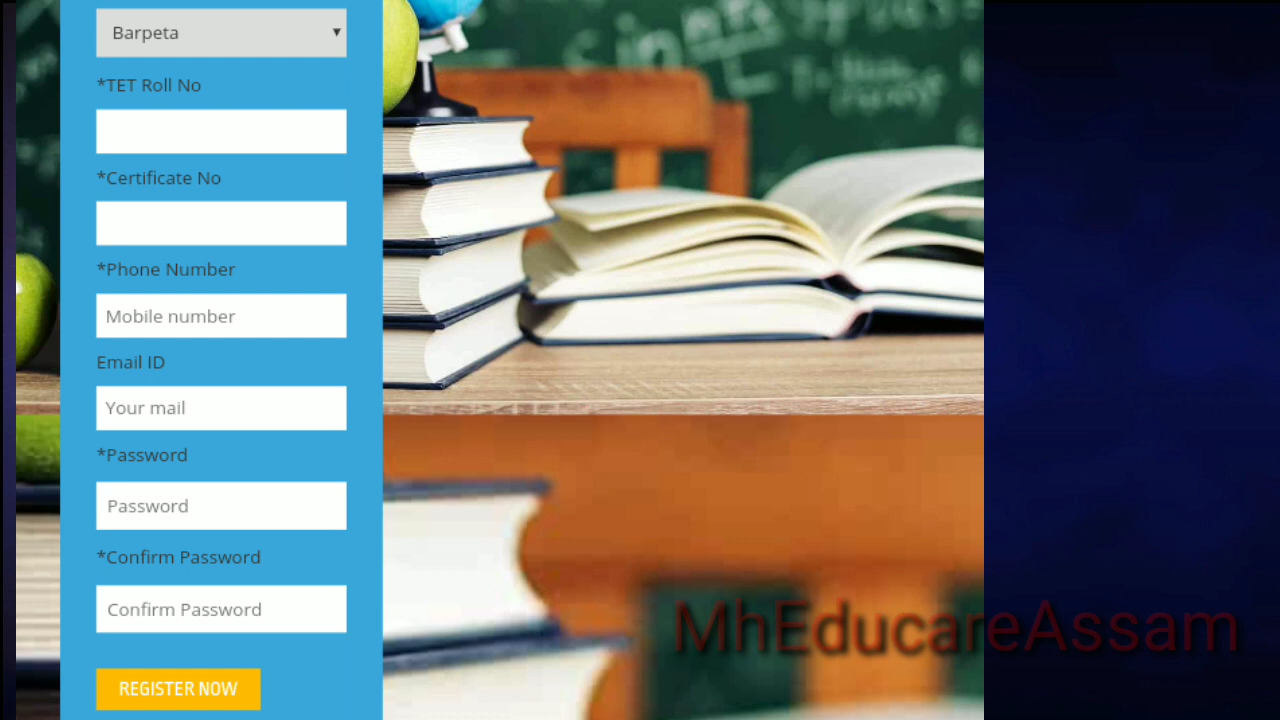 Barpeta
*TET Roll No
*Certificate No
*Phone Number
Mobile number
Email ID
Your mail
*Password
Password
*Confirm Password
Confirm Password
REGISTER NOW
MhEducareAssam